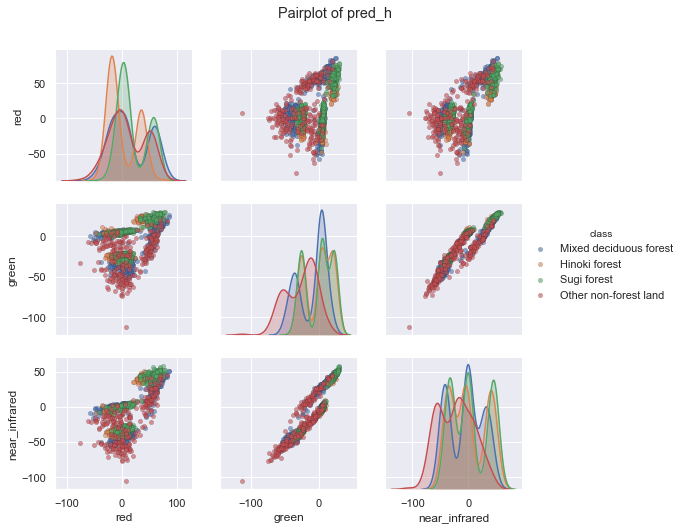 Pairplot of pred_h
50
0
−50
red
0
−50
−100
green
class
Mixed deciduous forest
Hinoki forest
Sugi forest
Other non-forest land
50
0
−50
−100
near_infrared
−100 0 100
−100 0
−100 0
red
green
near_infrared